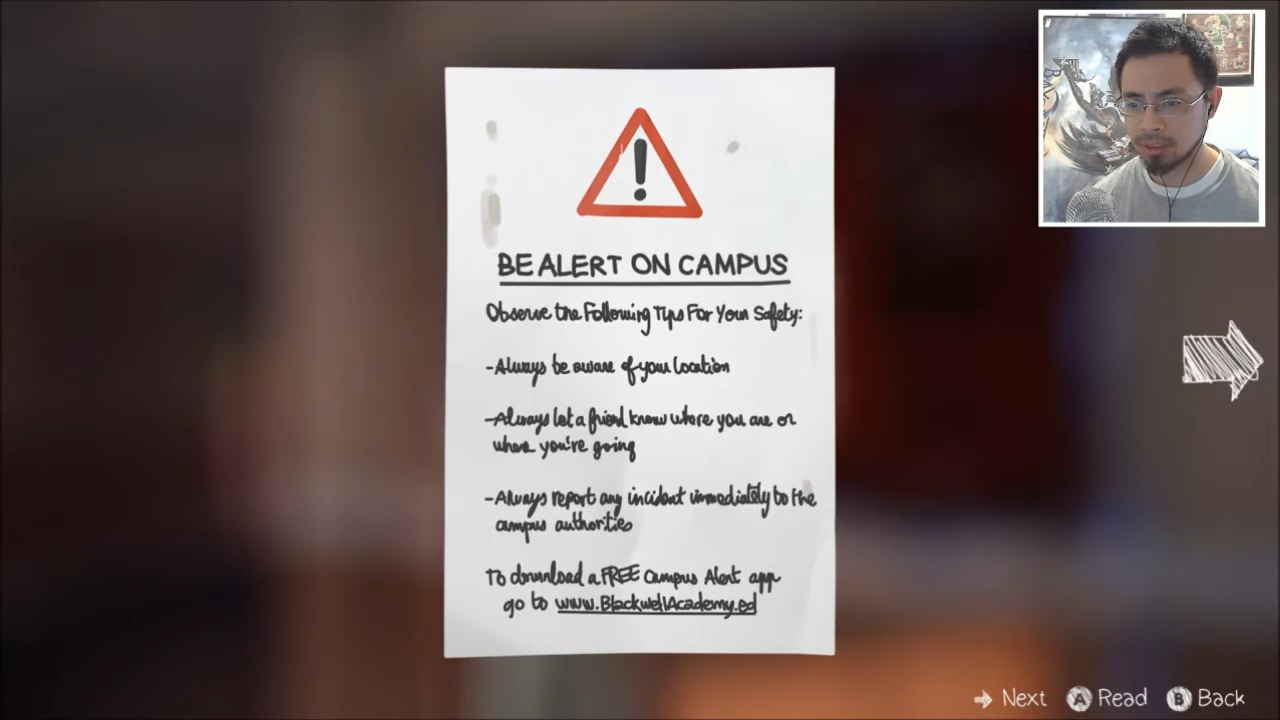 !
BE ALERT ON CAMPUS
Observe the Following Tips For Your Safety:
-Always be aware of your location
-Always let a friend know where you are or
where you're going
-Always report any incident immediately to the
campus authorities
To download a FREE Campus Alert app
go to www.BlackwellAcademy.ed
Next
A Read
B Back